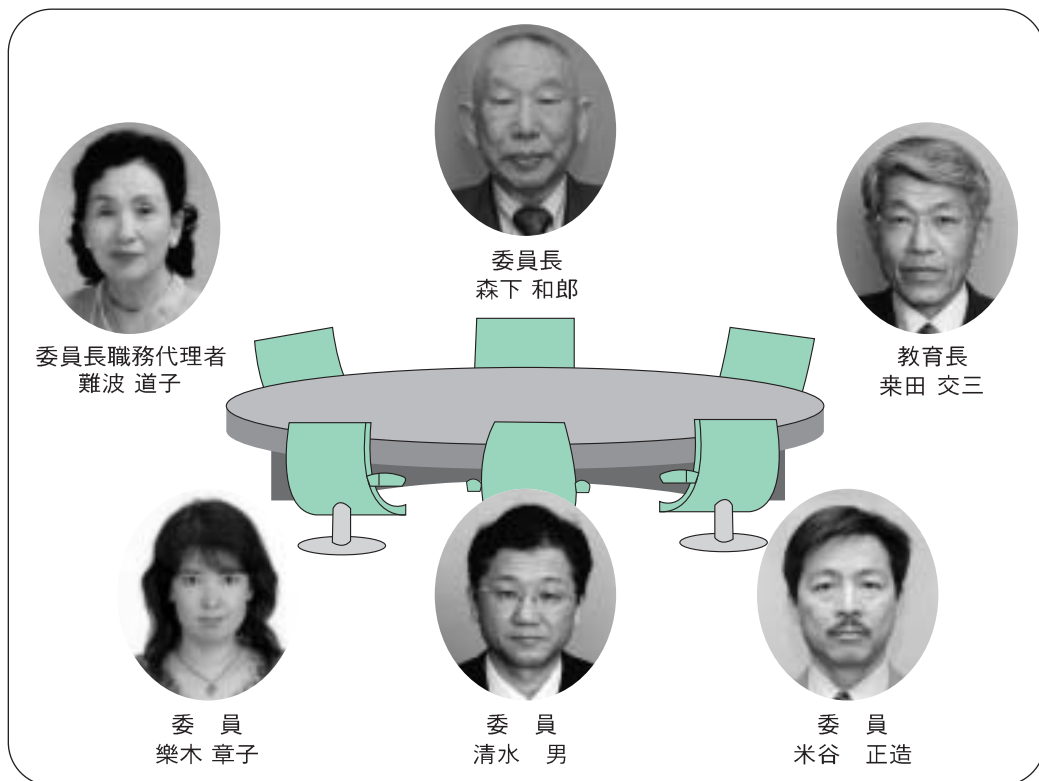 委員長
森下 和郎
委員長職務代理者
難波 道子
教育長
桒田 交三
委　員
樂木 章子
委　員
清水　男
委　員
米谷　正造